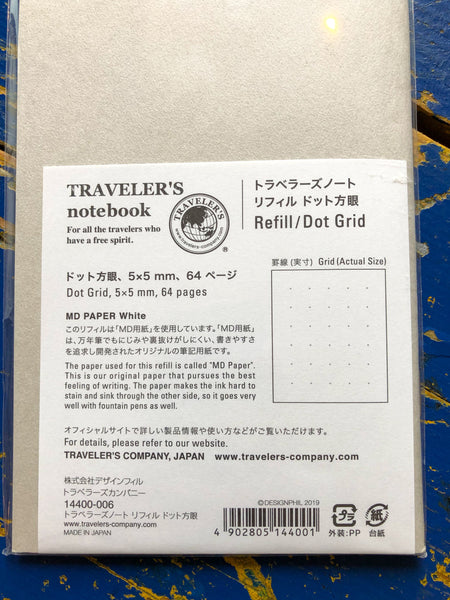 TRAVELER'S
notebook
For all the travelers who
have a free spirit.
TRAVELER'S
www.travelers-company.com
®
トラベラーズノート
リフィル ドット方眼
Refill/Dot Grid
ドット方眼、5×5 mm、64 ページ
Dot Grid, 5×5 mm, 64 pages
罫線 (実寸) Grid (Actual Size)
MD PAPER White
このリフィルは「MD用紙」を使用しています。「MD用紙」
は、万年筆でもにじみや裏抜けがしにくい、書きやすさ
を追求し開発されたオリジナルの筆記用紙です。
The paper used for this refill is called "MD Paper".
This is our original paper that pursues the best
feeling of writing. The paper makes the ink hard to
stain and sink through the other side, so it goes very
well with fountain pens as well.
オフィシャルサイトで詳しい製品情報や使い方などがご覧いただけます。
For details, please refer to our website.
TRAVELER'S COMPANY, JAPAN www.travelers-company.com
株式会社デザインフィル
トラベラーズカンパニー
14400-006
トラベラーズノート リフィル ドット方眼
www.travelers-company.com
MADE IN JAPAN
©DESIGNPHIL 2019
4 902805 144001
プラ
外装:PP
紙
台紙